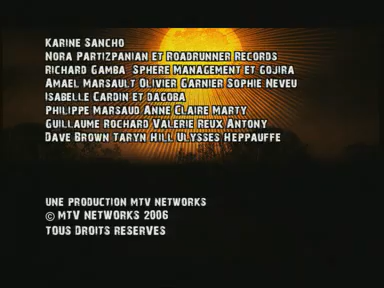 Karine Sancho
Nora Partizpanian et Roadrunner Records
Richard Gamba Sphere Management et Gojira
Amael Marsault Olivier Garnier Sophie Neveu
Isabelle Cardin et Dagoba
Philippe Marsaud Anne Claire Marty
Guillaume Rochard Valerie Reux Antony
Dave Brown Taryn Hill Ulysses Heppauffe
UNE PRODUCTION MTV NETWORKS
© MTV NETWORKS 2006
TOUS DROITS RESERVES